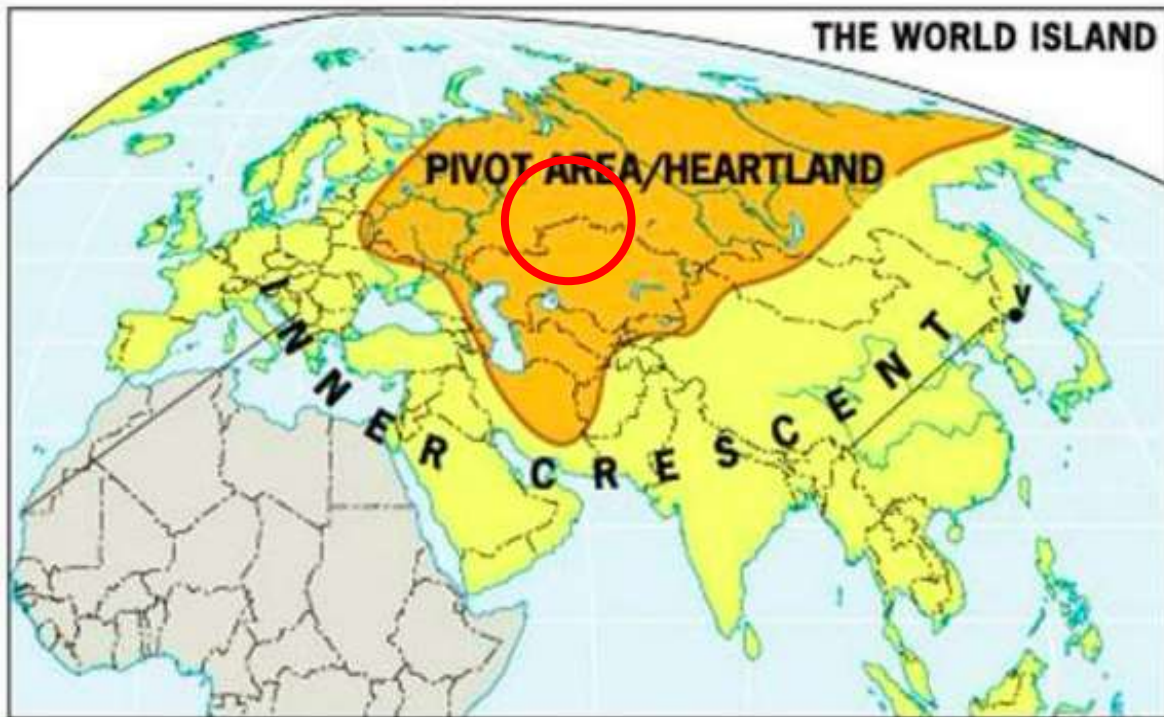 THE WORLD ISLAND
PIVOT AREA/HEARTLAND
INNER CRESCENT
V